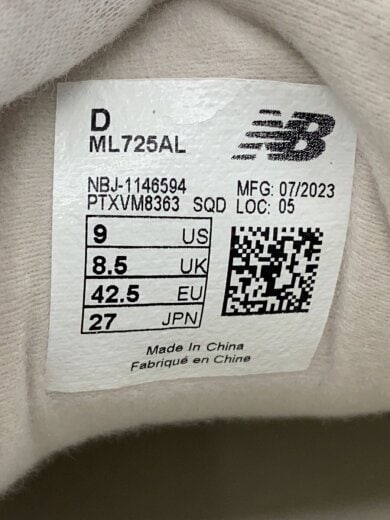 D
ML725AL
NB
NBJ-1146594 MFG: 07/2023
PTXVM8363 SQD LOC: 05
9 US
8.5 UK
42.5 EU
27 JPN
Made In China
Fabriqué en Chine